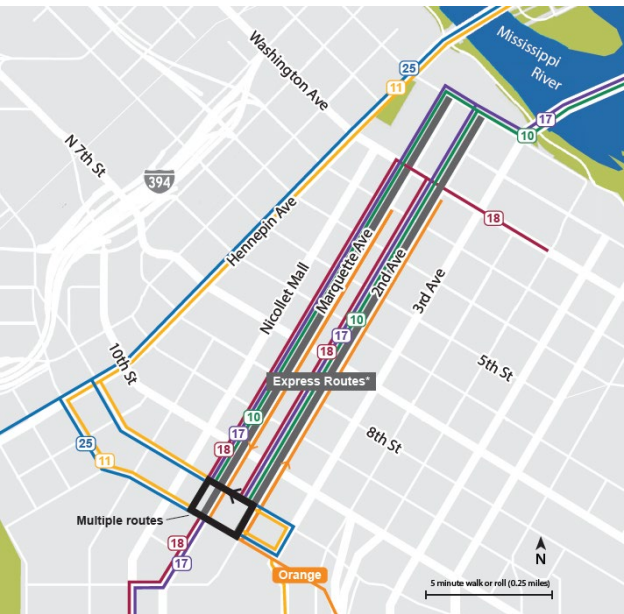 Mississippi
River
Washington Ave
25
11
17
10
N 7th St
394
18
Hennepin Ave
Nicollet Mall
Marquette Ave
2nd Ave
3rd Ave
10
17
18
5th St
10th St
Express Routes*
10
17
18
8th St
25
11
Multiple routes
18
17
Orange
N
5 minute walk or roll (0.25 miles)